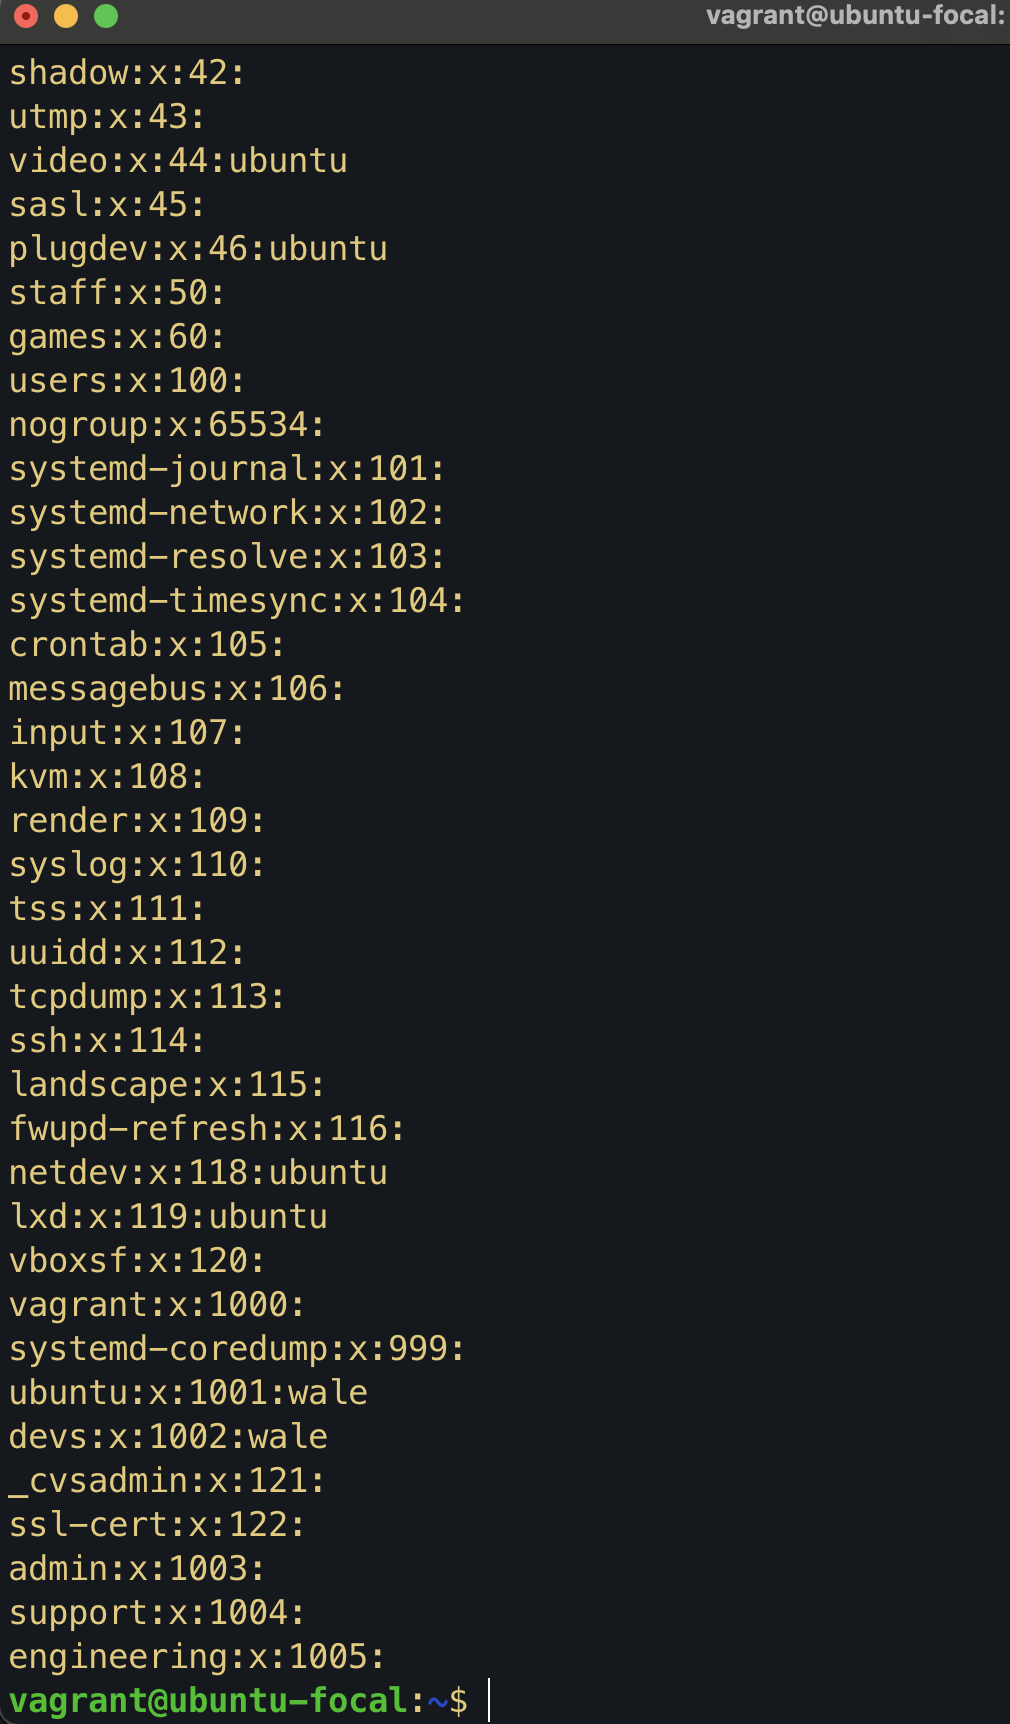 vagrant@ubuntu-focal:
shadow:x:42:
utmp:x:43:
video:x:44:ubuntu
sasl:x:45:
plugdev:x:46:ubuntu
staff:x:50:
games:x:60:
users:x:100:
nogroup:x:65534:
systemd-journal:x:101:
systemd-network:x:102:
systemd-resolve:x:103:
systemd-timesync:x:104:
crontab:x:105:
messagebus:x:106:
input:x:107:
kvm:x:108:
render:x:109:
syslog:x:110:
tss:x:111:
uuidd:x:112:
tcpdump:x:113:
ssh:x:114:
landscape:x:115:
fwupd-refresh:x:116:
netdev:x:118:ubuntu
lxd:x:119:ubuntu
vboxsf:x:120:
vagrant:x:1000:
systemd-coredump:x:999:
ubuntu:x:1001:wale
devs:x:1002:wale
_cvsadmin:x:121:
ssl-cert:x:122:
admin:x:1003:
support:x:1004:
engineering:x:1005:
vagrant@ubuntu-focal:~$